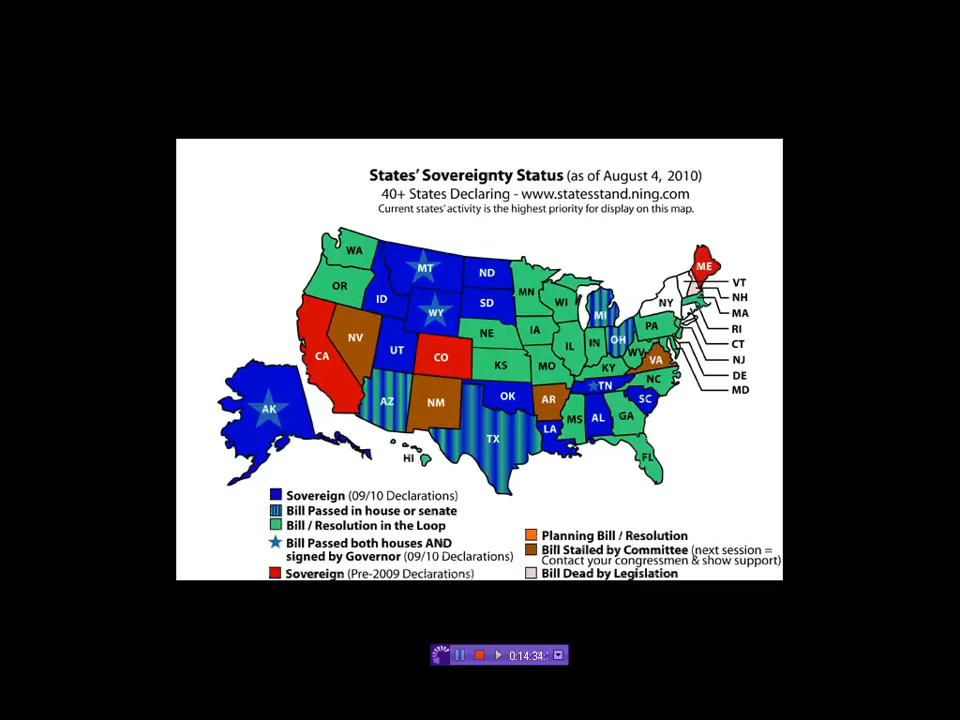 States' Sovereignty Status (as of August 4, 2010)
40+ States Declaring - www.statesstand.ning.com
Current states' activity is the highest priority for display on this map.
WA
MT
ND
ME
OR
ID
MN
VT
WY
SD
WI
MI
NY
NH
MA
NV
UT
NE
IA
PA
RI
CA
CO
IL
IN
OH
WV
VA
CT
KS
MO
KY
NJ
AK
AZ
NM
OK
AR
TN
NC
DE
SC
MD
TX
LA
MS
AL
GA
HI
FL
Sovereign (09/10 Declarations)
Bill Passed in house or senate
Bill / Resolution in the Loop
Bill Passed both houses AND
signed by Governor (09/10 Declarations)
Sovereign (Pre-2009 Declarations)
Planning Bill / Resolution
Bill Stalled by Committee (next session =
Contact your congressmen & show support)
Bill Dead by Legislation
0:14:34: